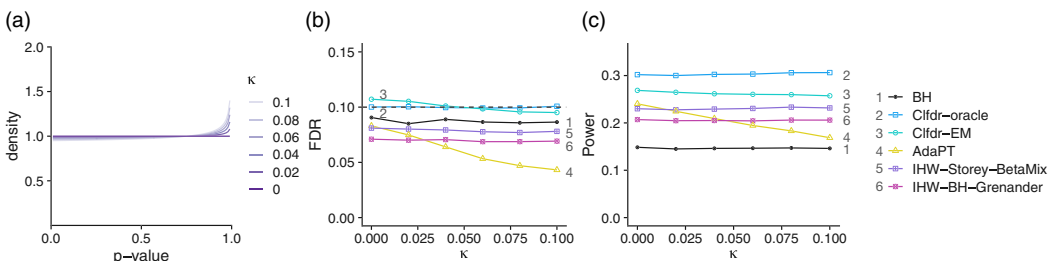 (a)
2.0
1.5
1.0
0.5
density
0.0
0.5
1.0
p-value
κ
0.1
0.08
0.06
0.04
0.02
0
(b)
0.15
0.10
0.05
0.00
FDR
0.000
0.025
0.050
0.075
0.100
κ
3
2
1
5
6
4
(c)
0.3
0.2
0.1
0.0
Power
0.000
0.025
0.050
0.075
0.100
κ
2
3
5
6
4
1
1 BH
2 Clfdr-oracle
3 Clfdr-EM
4 AdaPT
5 IHW-Storey-BetaMix
6 IHW-BH-Grenander